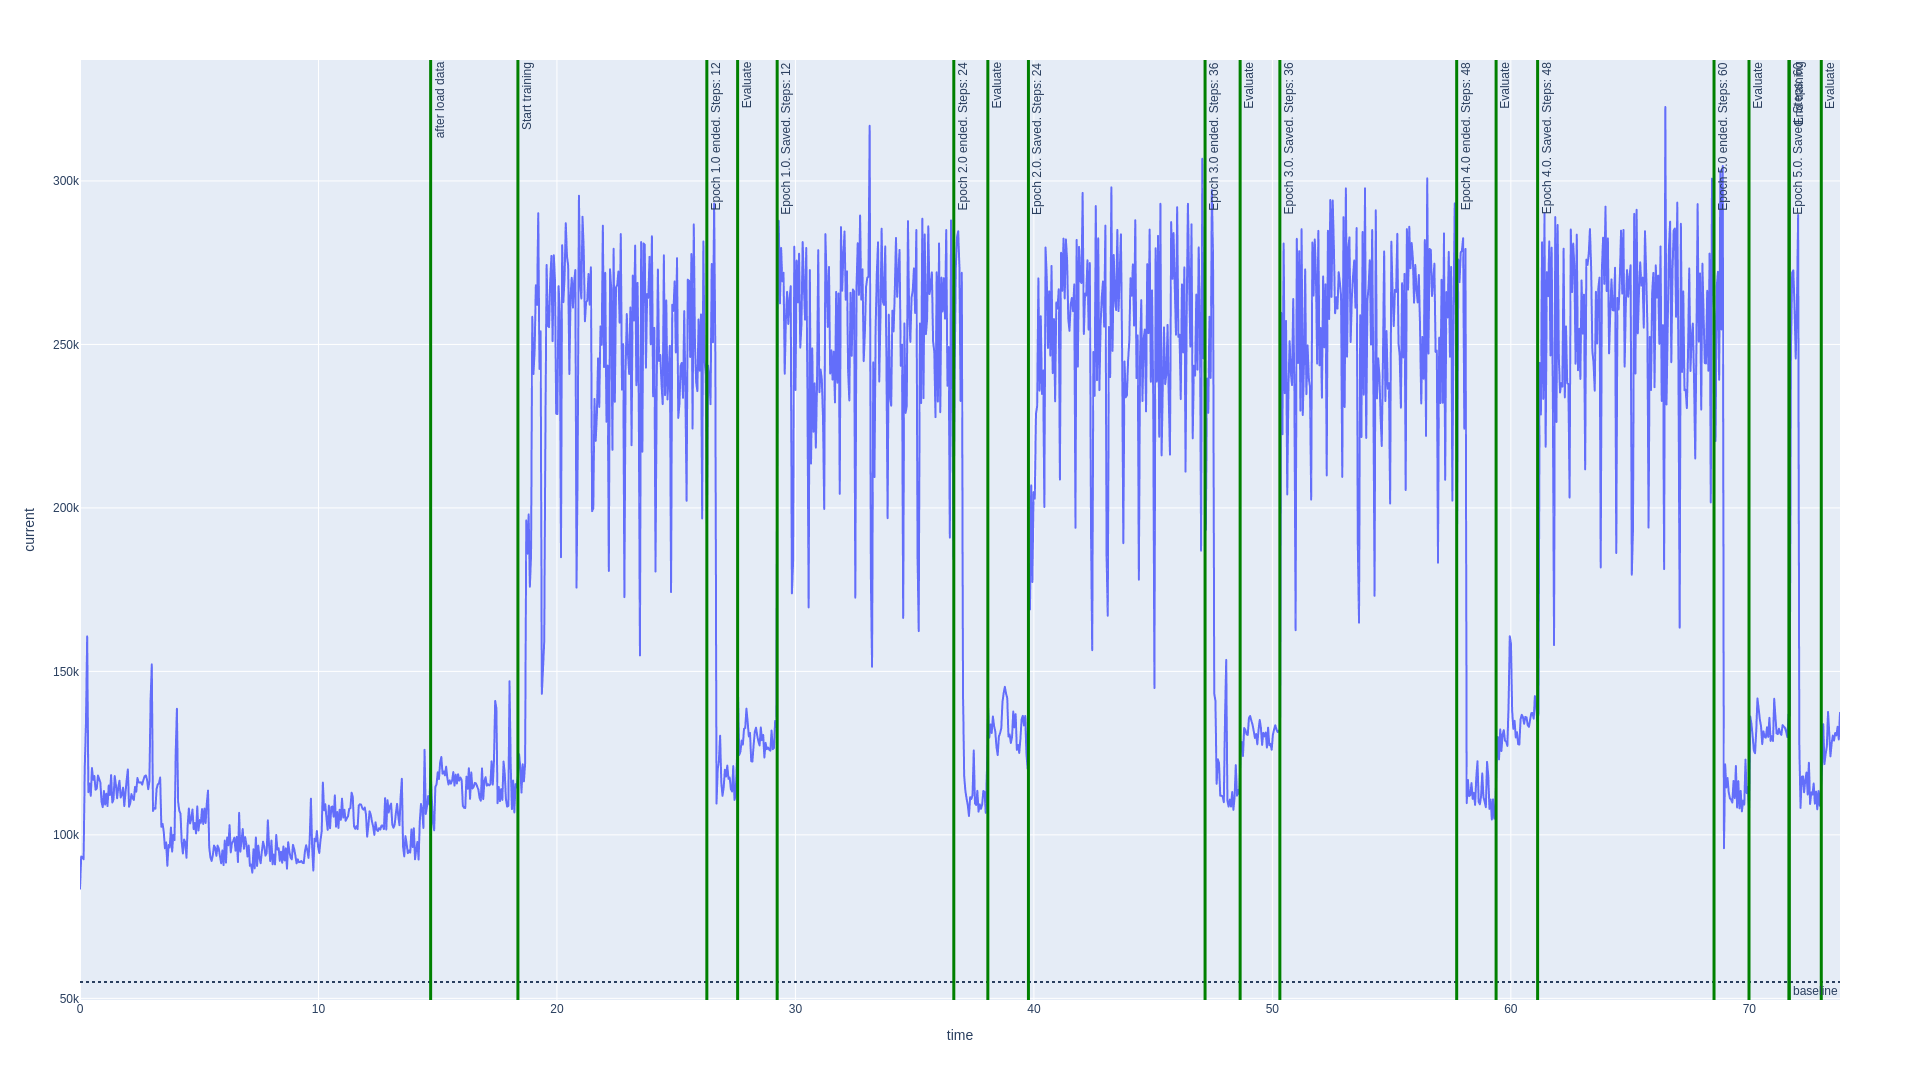 after load data
Start training
Epoch 1.0 ended. Steps: 12
Evaluate
Epoch 1.0. Saved. Steps: 12
Epoch 2.0 ended. Steps: 24
Evaluate
Epoch 2.0. Saved. Steps: 24
Epoch 3.0 ended. Steps: 36
Evaluate
Epoch 3.0. Saved. Steps: 36
Epoch 4.0 ended. Steps: 48
Evaluate
Epoch 4.0. Saved. Steps: 48
Epoch 5.0 ended. Steps: 60
Evaluate
Epoch 5.0. Saved. Steps: 60
Evaluate
300k
250k
200k
150k
100k
50k
current
baseline
0
10
20
30
40
50
60
70
time